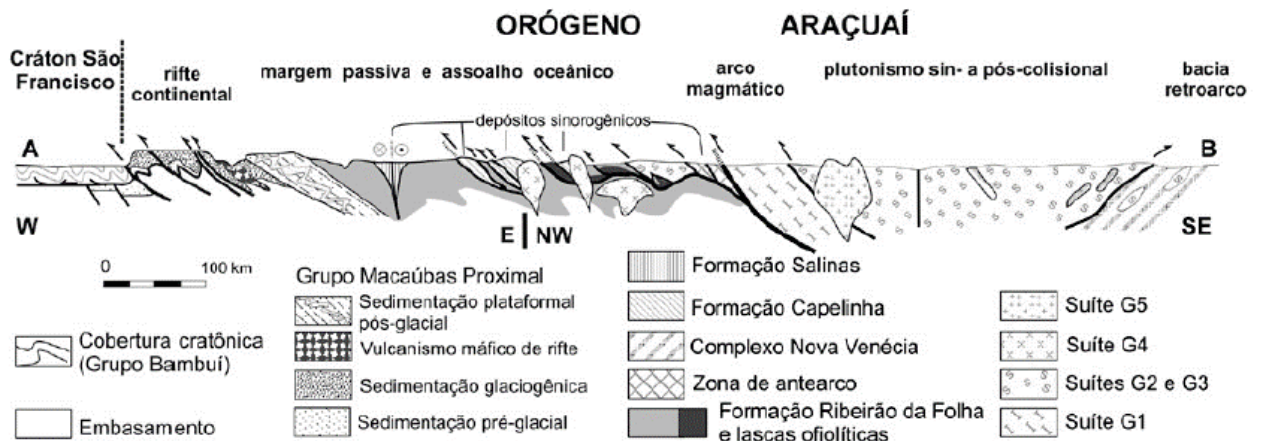 ORÓGENO ARAÇUAÍ
Cráton São
Francisco
rifte
continental
margem passiva e assoalho oceânico
arco
magmático
plutonismo sin- a pós-colisional
bacia
retroarco
depósitos sinorogênicos
A
B
W
E
NW
SE
0
100 km
Cobertura cratônica
(Grupo Bambuí)
Embasamento
Grupo Macaúbas Proximal
Sedimentação plataformal
pós-glacial
Vulcanismo máfico de rifte
Sedimentação glaciogênica
Sedimentação pré-glacial
Formação Salinas
Formação Capelinha
Complexo Nova Venécia
Zona de antearco
Formação Ribeirão da Folha
e lascas ofiolíticas
Suíte G5
Suíte G4
Suítes G2 e G3
Suíte G1